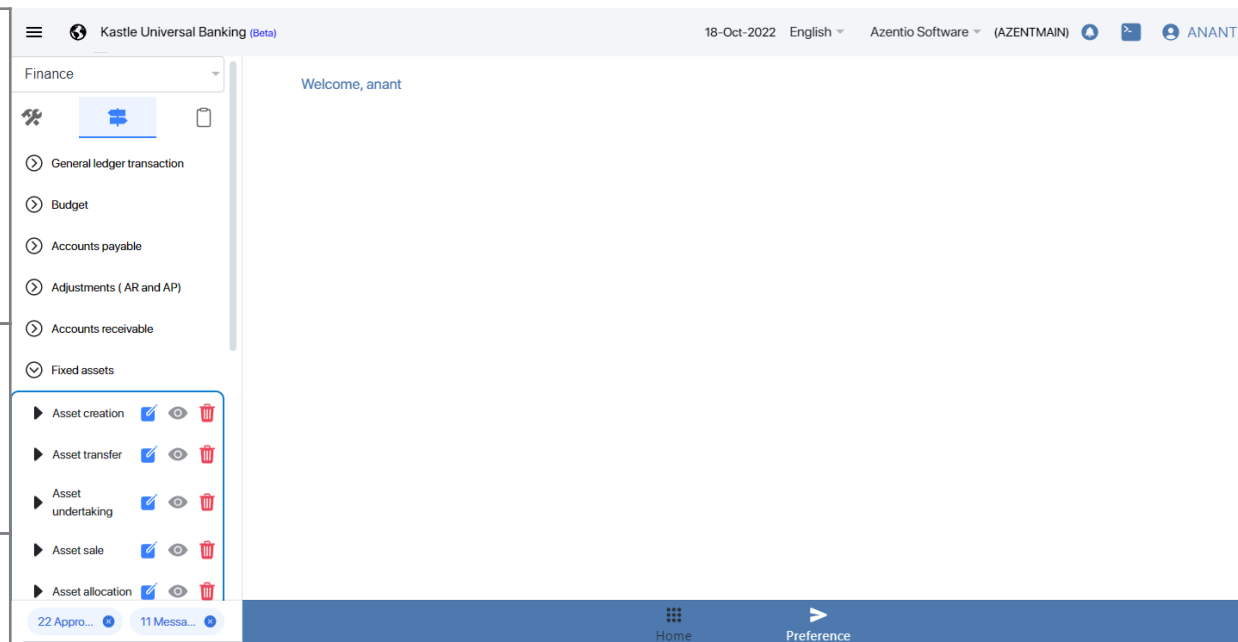 Kastle Universal Banking (Beta)
18-Oct-2022 English Azentio Software (AZENTMAIN) ANANT
Finance
Welcome, anant
General ledger transaction
Budget
Accounts payable
Adjustments ( AR and AP)
Accounts receivable
Fixed assets
Asset creation
Asset transfer
Asset
undertaking
Asset sale
Asset allocation
22 Appro... 11 Messa...
Home Preference